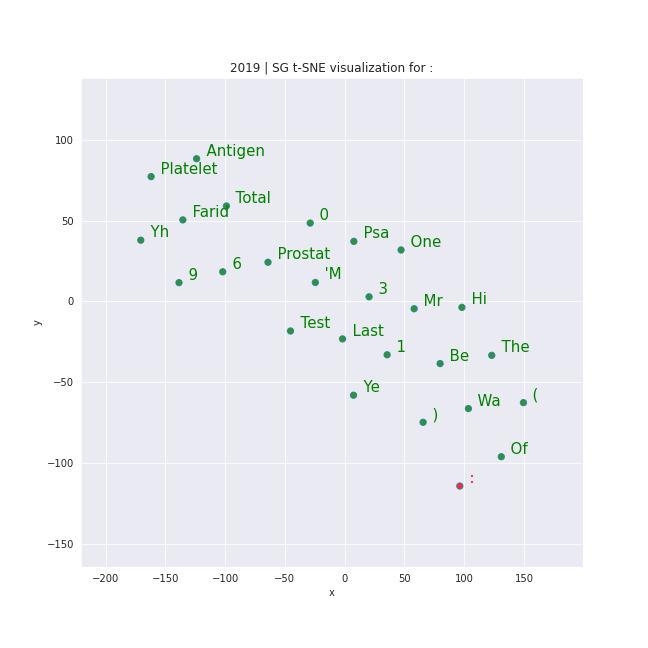 2019 | SG t-SNE visualization for :
100
50
0
−50
−100
−150
y
Antigen
Platelet
Total
Farid
0
Yh
Psa
One
Prostat
6
9
'M
3
Hi
Mr
Test
Last
1
The
Be
Ye
Wa
(
)
Of
:
−200
−150
−100
−50
0
50
100
150
x